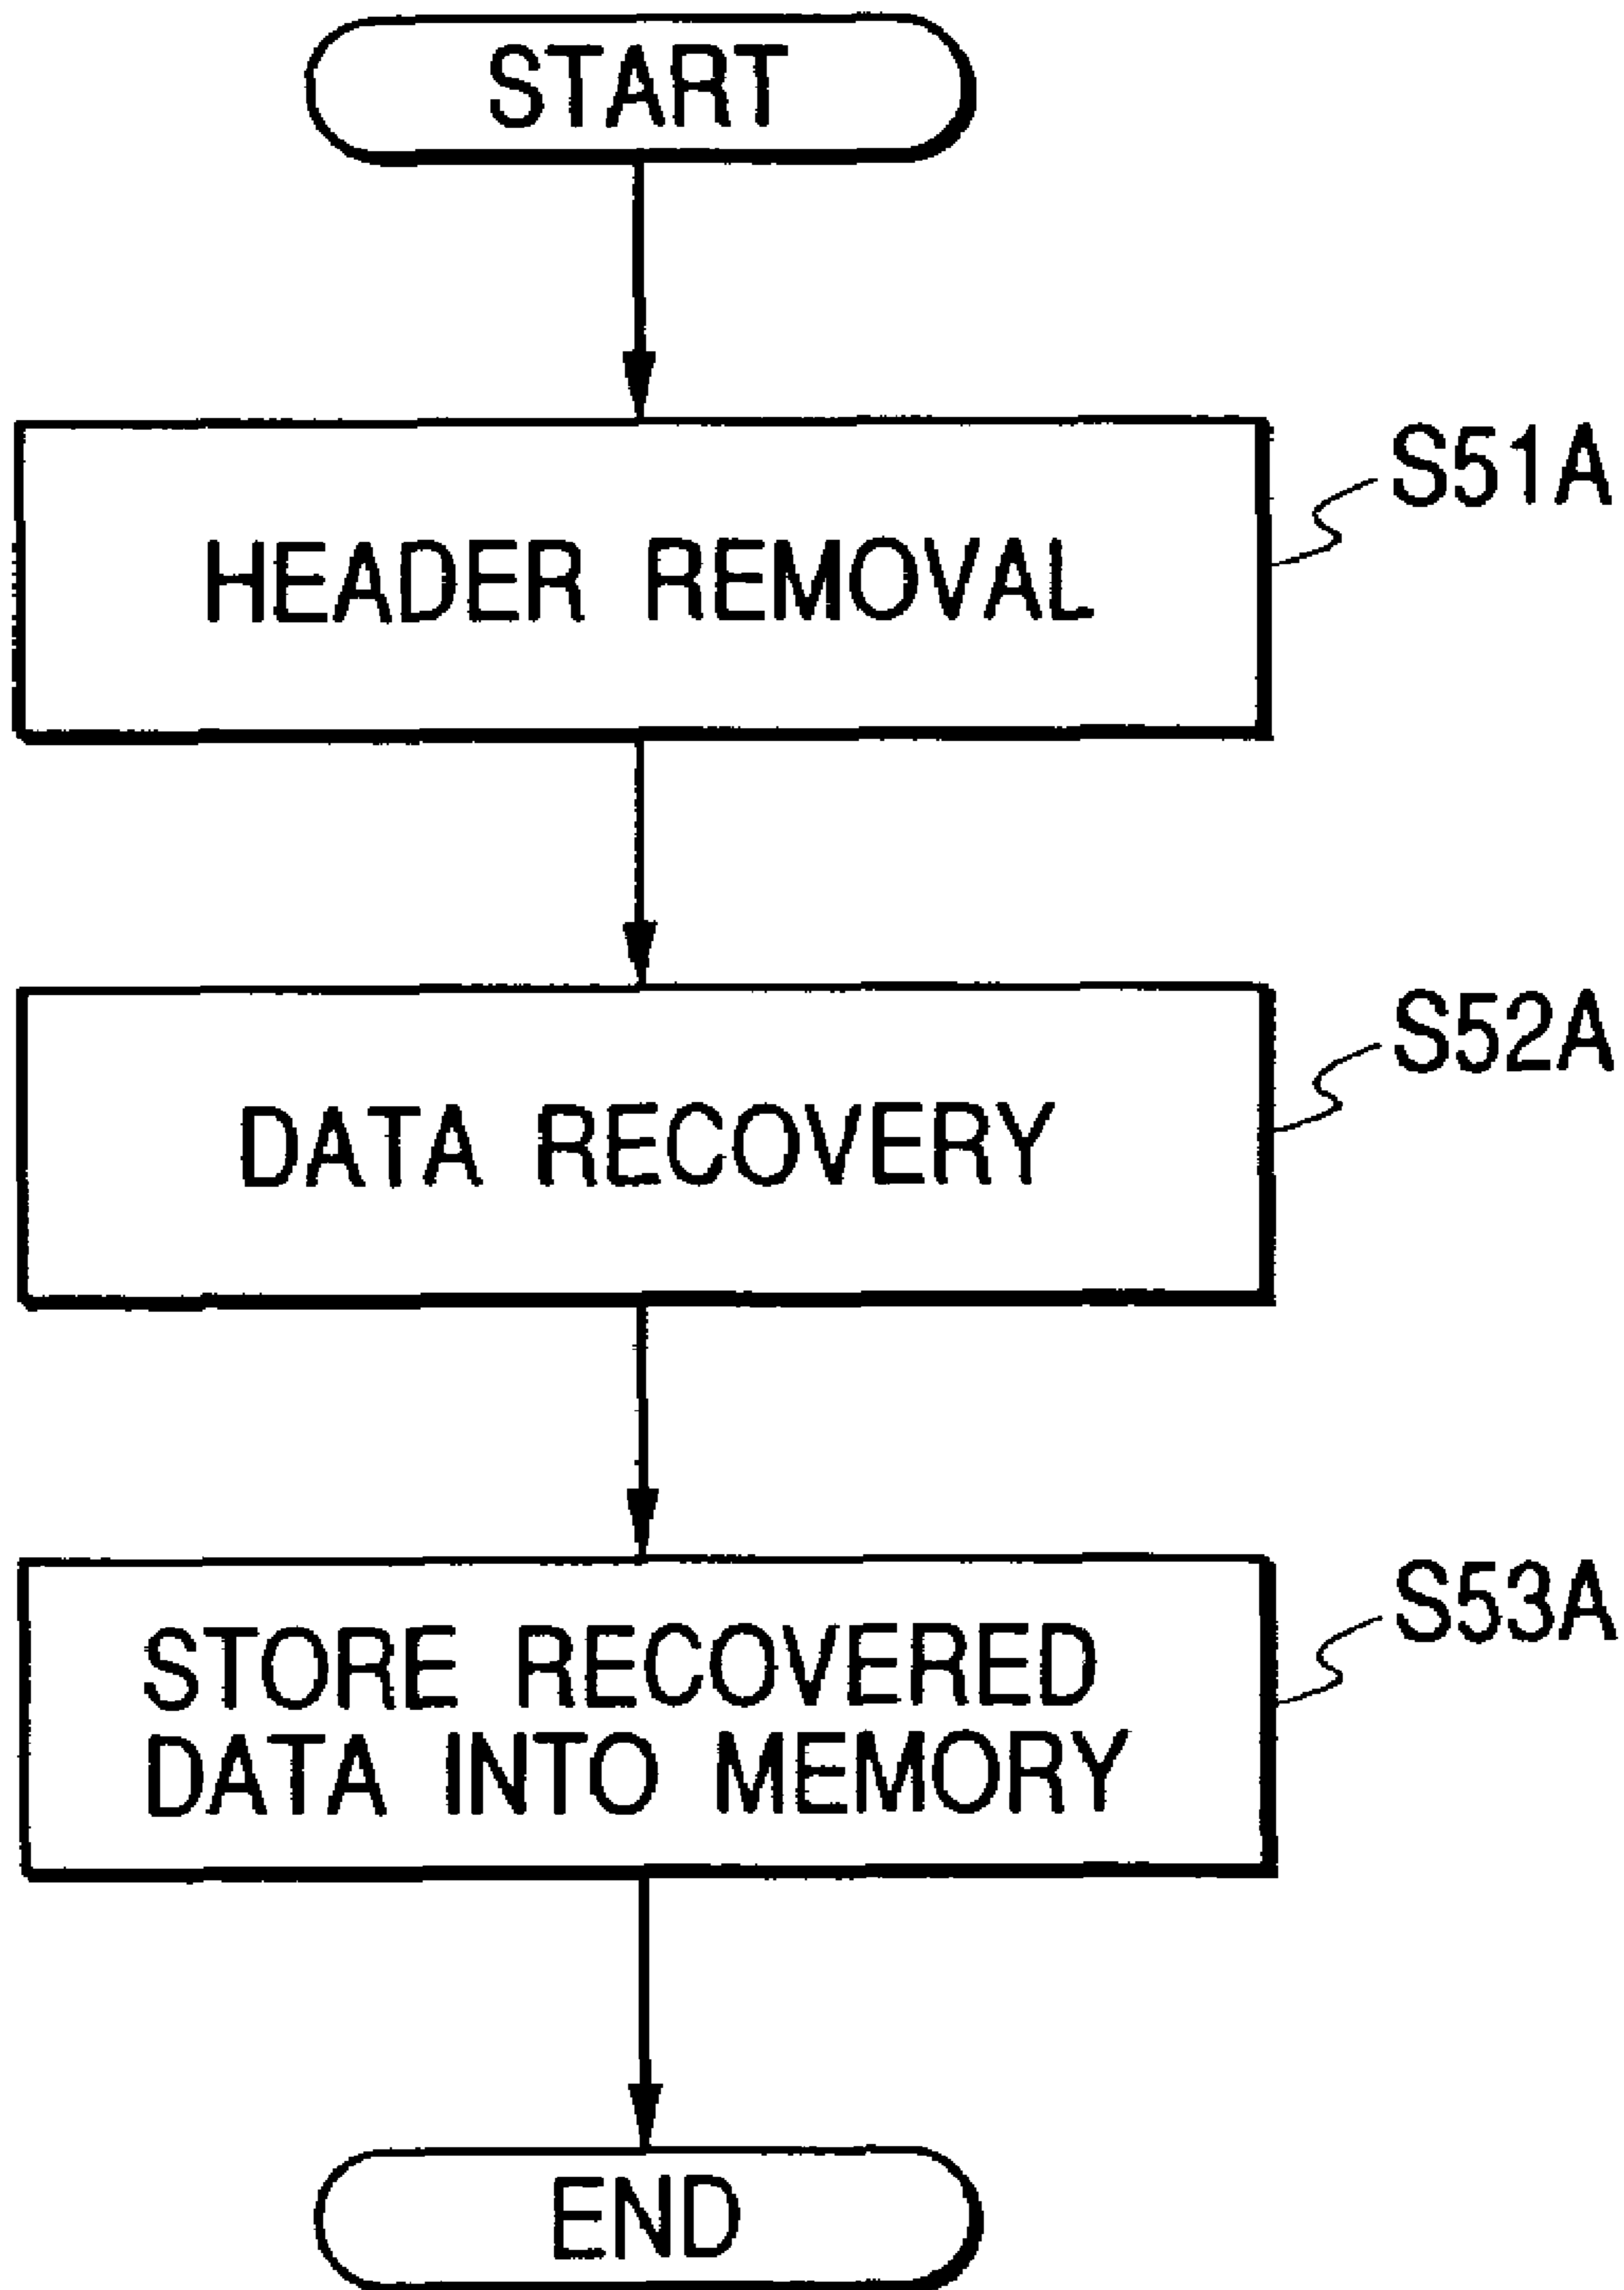 START
HEADER REMOVAL
S51A
DATA RECOVERY
S52A
STORE RECOVERED
DATA INTO MEMORY
S53A
END